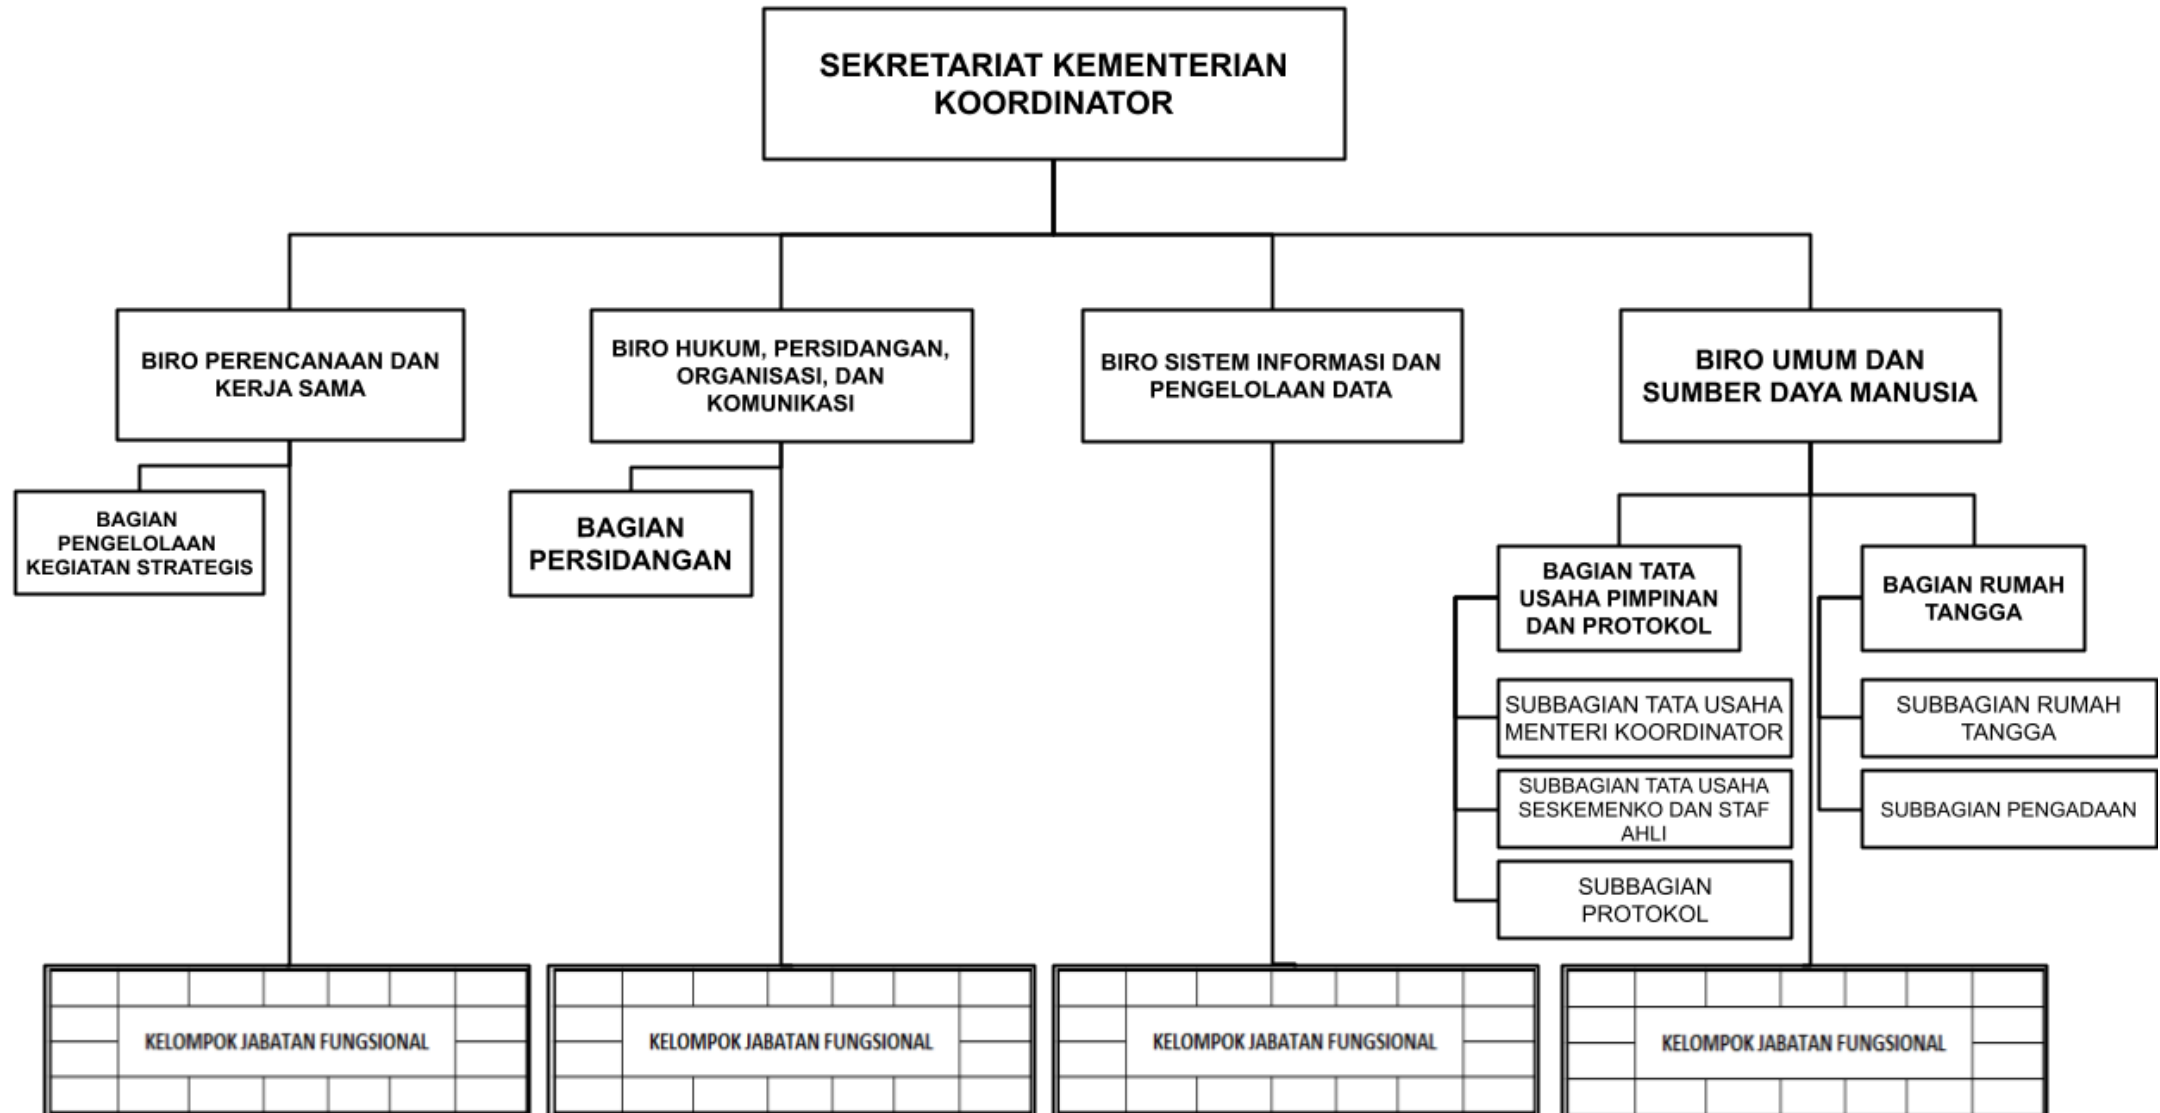 SEKRETARIAT KEMENTERIAN
KOORDINATOR
BIRO PERENCANAAN DAN
KERJA SAMA
BIRO HUKUM, PERSIDANGAN,
ORGANISASI, DAN
KOMUNIKASI
BIRO SISTEM INFORMASI DAN
PENGELOLAAN DATA
BIRO UMUM DAN
SUMBER DAYA MANUSIA
BAGIAN
PENGELOLAAN
KEGIATAN STRATEGIS
BAGIAN
PERSIDANGAN
BAGIAN TATA
USAHA PIMPINAN
DAN PROTOKOL
BAGIAN RUMAH
TANGGA
SUBBAGIAN TATA USAHA
MENTERI KOORDINATOR
SUBBAGIAN RUMAH
TANGGA
SUBBAGIAN TATA USAHA
SESKEMENKO DAN STAF
AHLI
SUBBAGIAN PENGADAAN
SUBBAGIAN
PROTOKOL
KELOMPOK JABATAN FUNGSIONAL
KELOMPOK JABATAN FUNGSIONAL
KELOMPOK JABATAN FUNGSIONAL
KELOMPOK JABATAN FUNGSIONAL